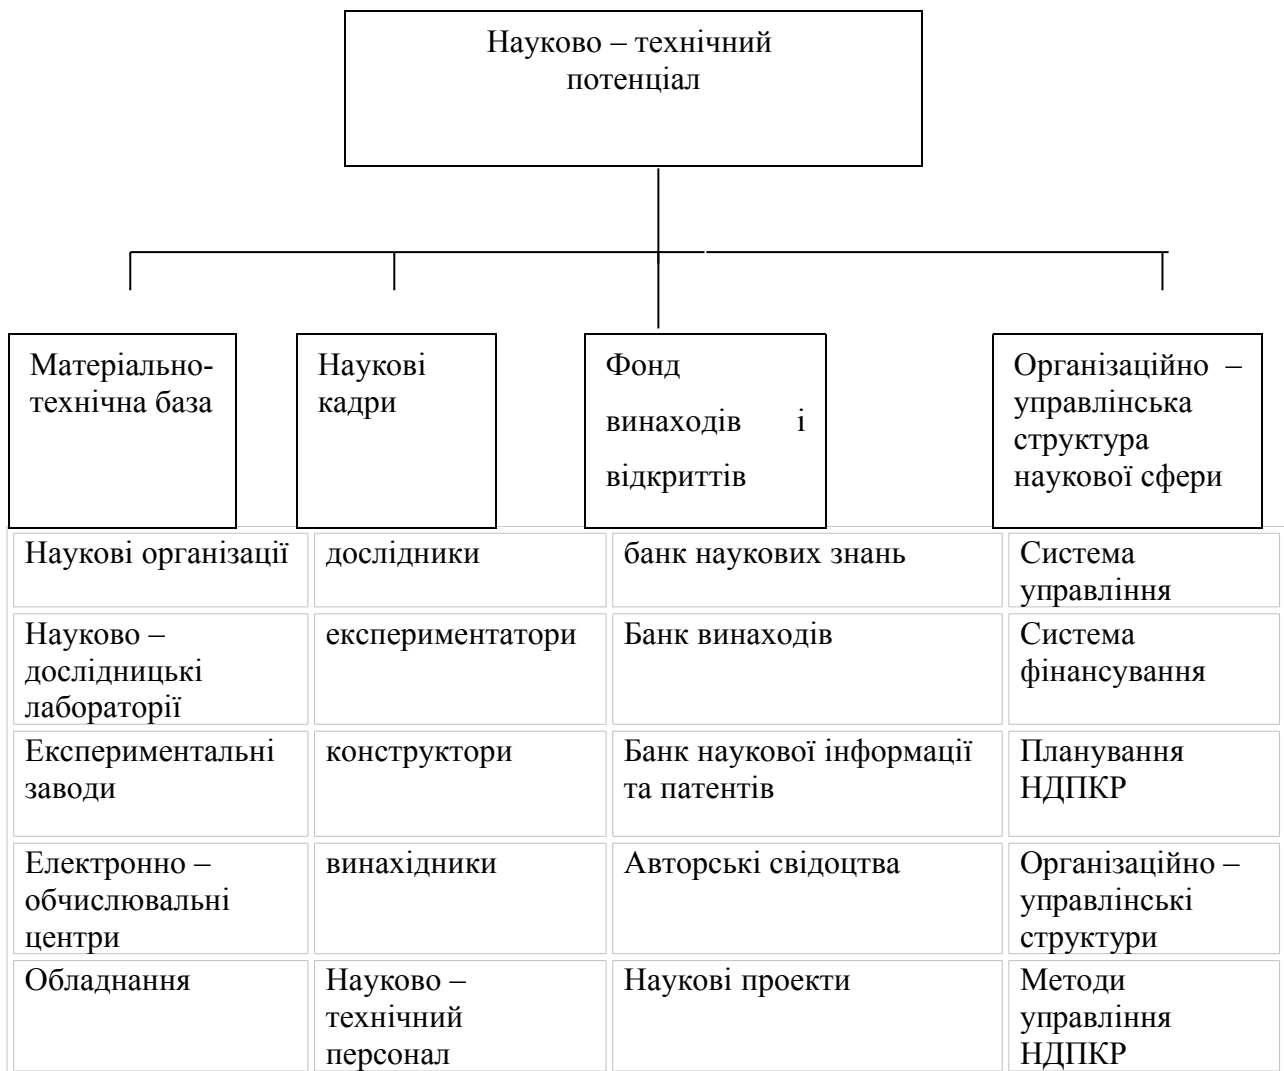 Науково – технічний
потенціал
Матеріально-
технічна база
Наукові
кадри
Фонд
винаходів і
відкриттів
Організаційно –
управлінська
структура
наукової сфери
Наукові організації
дослідники
банк наукових знань
Система
управління
Науково –
дослідницькі
лабораторії
експериментатори
Банк винаходів
Система
фінансування
Експериментальні
заводи
конструктори
Банк наукової інформації
та патентів
Планування
НДПКР
Електронно –
обчислювальні
центри
винахідники
Авторські свідоцтва
Організаційно –
управлінські
структури
Обладнання
Науково –
технічний
персонал
Наукові проекти
Методи
управління
НДПКР